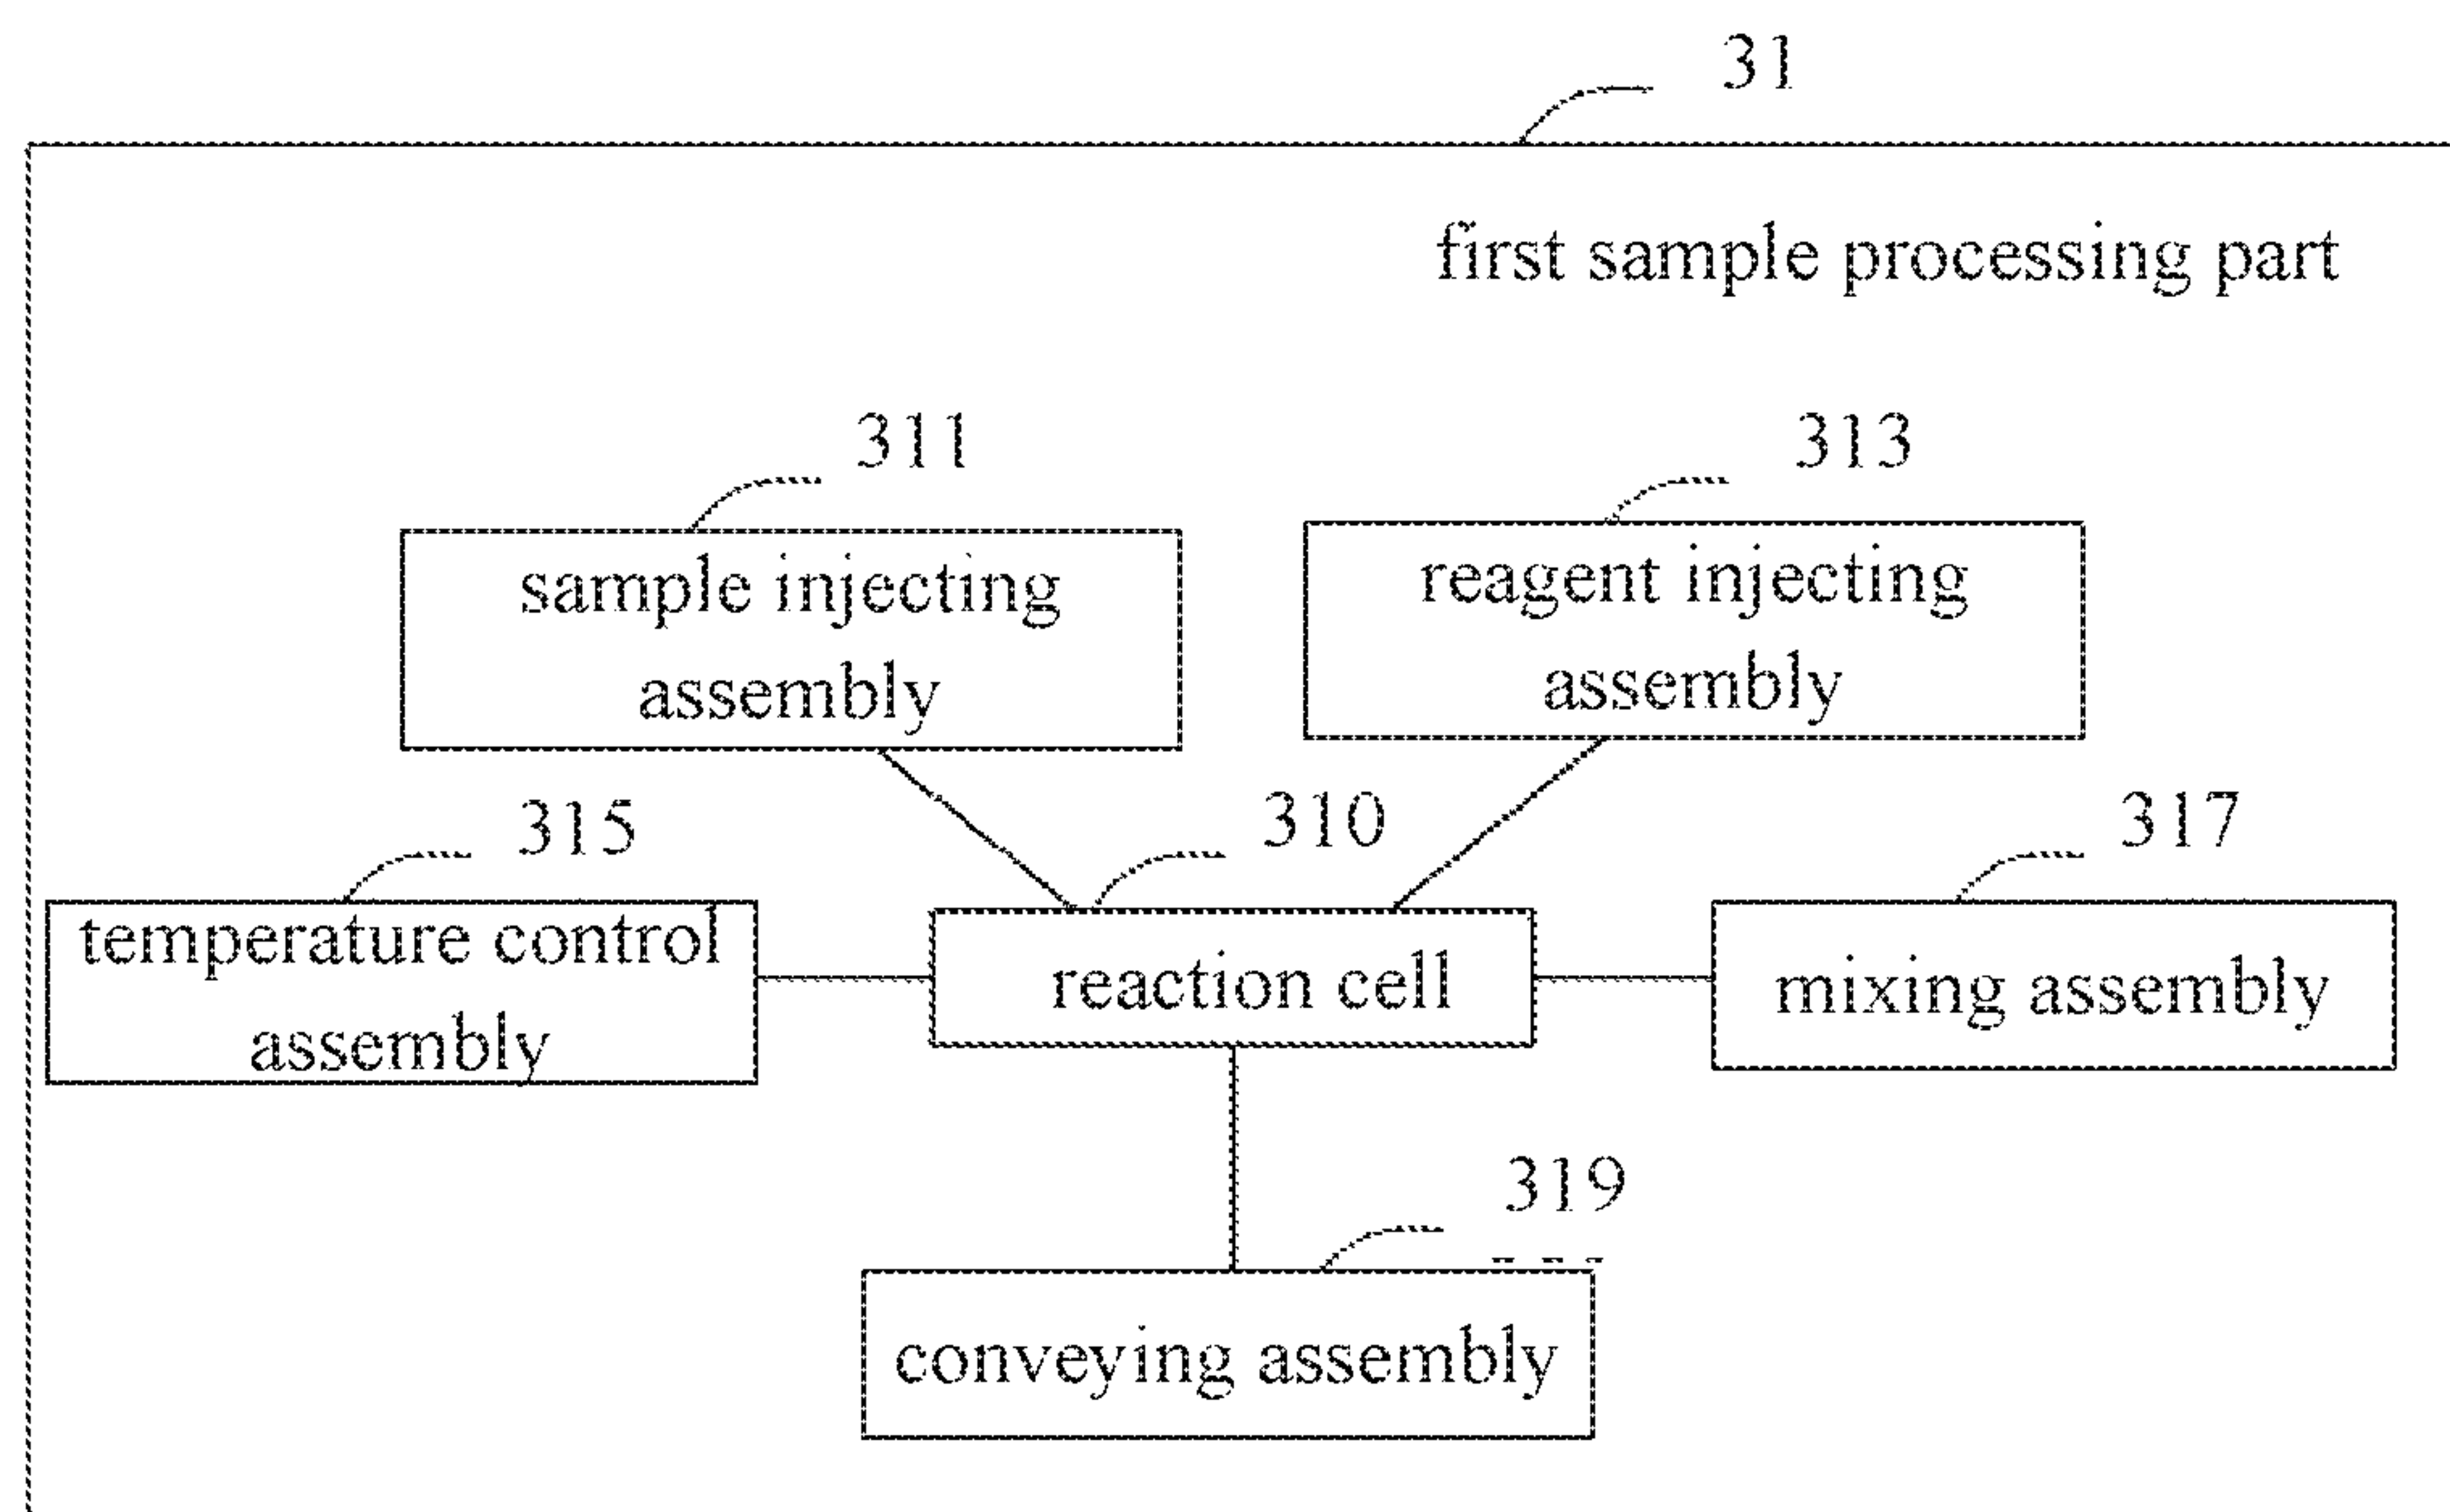 31
first sample processing part
311
313
sample injecting
assembly
reagent injecting
assembly
315
310
317
temperature control
assembly
reaction cell
mixing assembly
319
conveying assembly